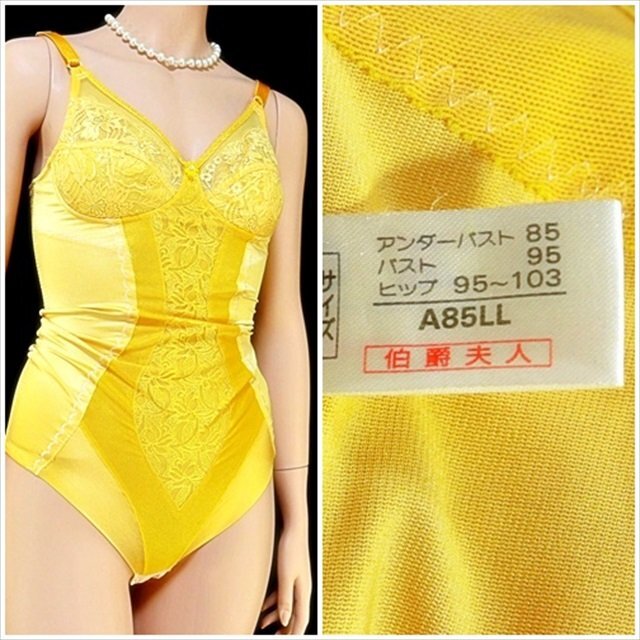 アンダーバスト 85
バスト 95
ヒップ 95~103
サイズ
A85LL
伯爵夫人